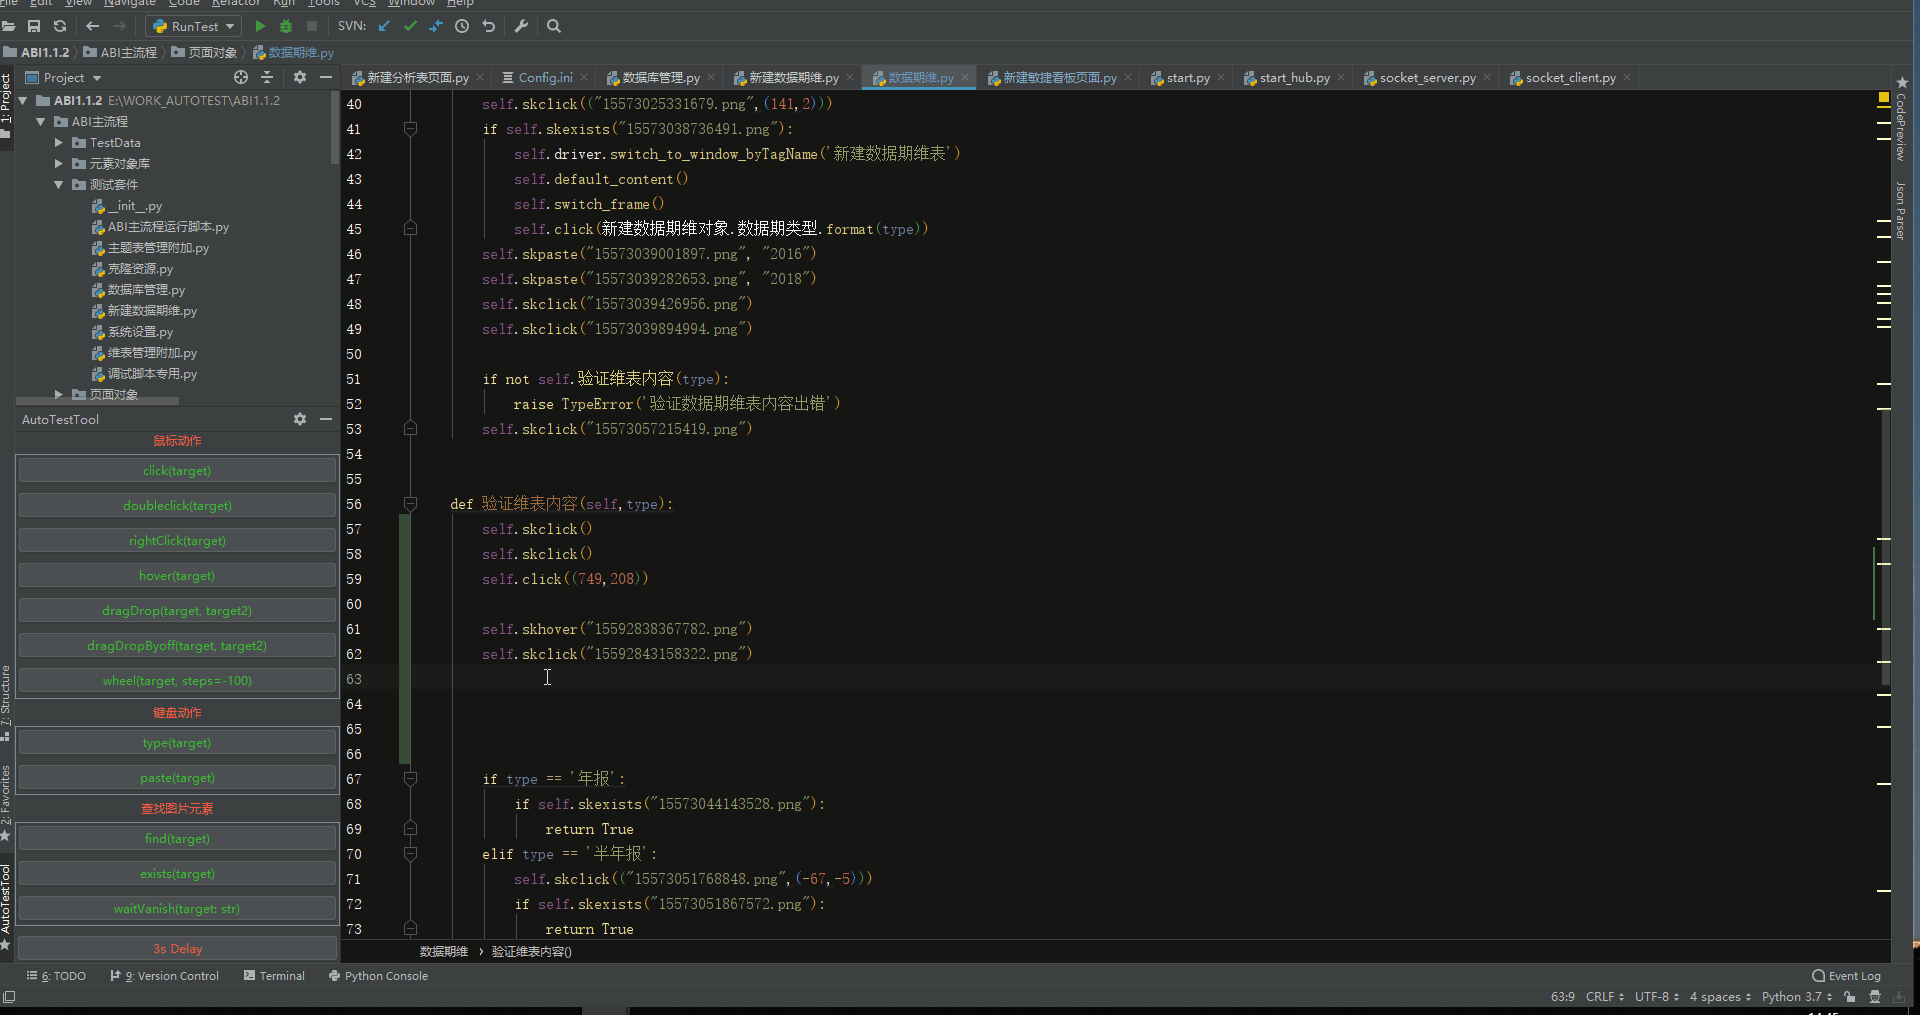 File Edit View Navigate Code Refactor Run Tools VCS Window Help
RunTest SVN:
ABI1.1.2 ABI主流程 页面对象 数据期维.py
Project
新建分析表页面.py Config.ini 数据库管理.py 新建数据期维.py 数据期维.py 新建敏捷看板页面.py start.py start_hub.py socket_server.py socket_client.py
1: Project
ABI1.1.2 E:\WORK_AUTOTEST\ABI1.1.2
ABI主流程
TestData
元素对象库
测试套件
__init__.py
ABI主流程运行脚本.py
主题表管理附加.py
克隆资源.py
数据库管理.py
新建数据期维.py
系统设置.py
维表管理附加.py
调试脚本专用.py
页面对象
AutoTestTool
鼠标动作
click(target)
doubleclick(target)
rightClick(target)
hover(target)
dragDrop(target, target2)
dragDropByoff(target, target2)
wheel(target, steps=-100)
键盘动作
type(target)
paste(target)
查找图片元素
find(target)
exists(target)
waitVanish(target: str)
3s Delay
7: Structure
2: Favorites
AutoTestTool
40 self.skclick(("15573025331679.png",(141,2)))
41 if self.skexists("15573038736491.png"):
42 self.driver.switch_to_window_byTagName('新建数据期维表')
43 self.default_content()
44 self.switch_frame()
45 self.click(新建数据期维对象.数据期类型.format(type))
46 self.skpaste("15573039001897.png", "2016")
47 self.skpaste("15573039282653.png", "2018")
48 self.skclick("15573039426956.png")
49 self.skclick("15573039894994.png")
50
51 if not self.验证维表内容(type):
52 raise TypeError('验证数据期维表内容出错')
53 self.skclick("15573057215419.png")
54
55
56 def 验证维表内容(self,type):
57 self.skclick()
58 self.skclick()
59 self.click((749,208))
60
61 self.skhover("15592838367782.png")
62 self.skclick("15592843158322.png")
63
64
65
66
67 if type == '年报':
68 if self.skexists("15573044143528.png"):
69 return True
70 elif type == '半年报':
71 self.skclick(("15573051768848.png",(-67,-5)))
72 if self.skexists("15573051867572.png"):
73 return True
数据期维 › 验证维表内容()
CodePreview
Json Parser
6: TODO 9: Version Control Terminal Python Console Event Log
63:9 CRLF UTF-8 4 spaces Python 3.7